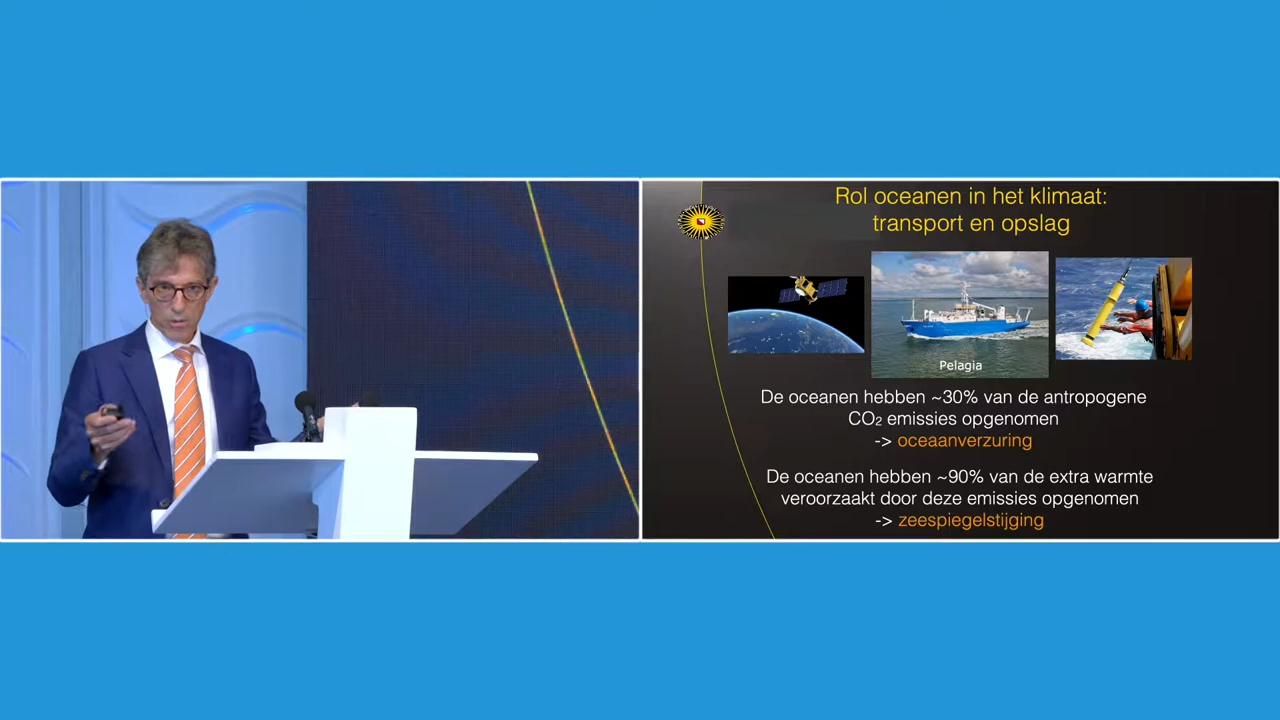 Rol oceanen in het klimaat:
transport en opslag
Pelagia
De oceanen hebben ~30% van de antropogene
CO₂ emissies opgenomen
-> oceaanverzuring
De oceanen hebben ~90% van de extra warmte
veroorzaakt door deze emissies opgenomen
-> zeespiegelstijging